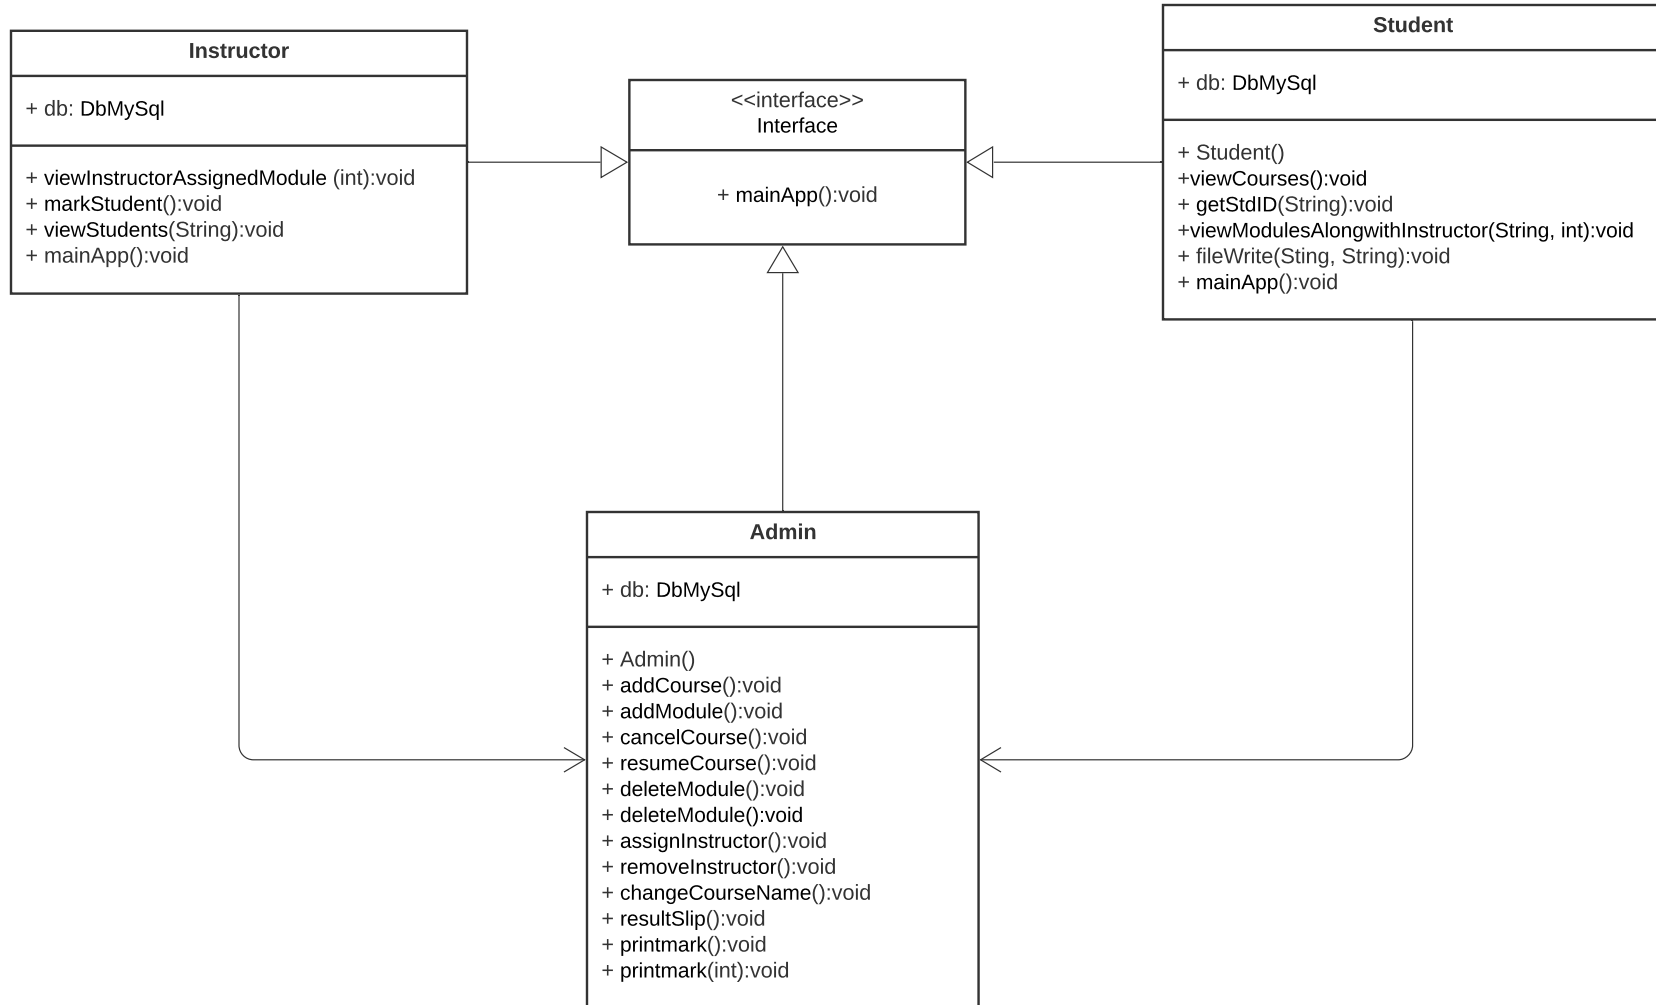 Instructor
+ db: DbMySql
+ viewInstructorAssignedModule (int):void
+ markStudent():void
+ viewStudents(String):void
+ mainApp():void
<<interface>>
Interface
+ mainApp():void
Student
+ db: DbMySql
+ Student()
+viewCourses():void
+ getStdID(String):void
+viewModulesAlongwithInstructor(String, int):void
+ fileWrite(Sting, String):void
+ mainApp():void
Admin
+ db: DbMySql
+ Admin()
+ addCourse():void
+ addModule():void
+ cancelCourse():void
+ resumeCourse():void
+ deleteModule():void
+ deleteModule():void
+ assignInstructor():void
+ removeInstructor():void
+ changeCourseName():void
+ resultSlip():void
+ printmark():void
+ printmark(int):void